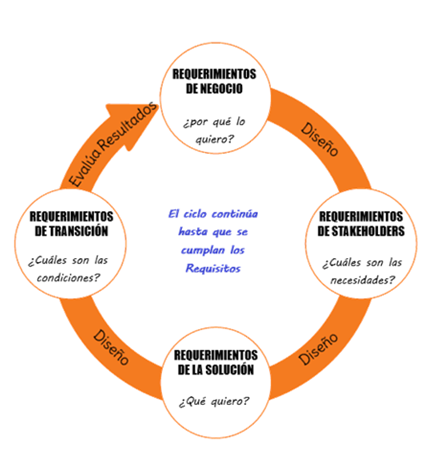 REQUERIMIENTOS
DE NEGOCIO
¿por qué lo
quiero?
Diseño
REQUERIMIENTOS
DE STAKEHOLDERS
¿Cuáles son las
necesidades?
Diseño
REQUERIMIENTOS
DE LA SOLUCIÓN
¿Qué quiero?
Diseño
REQUERIMIENTOS
DE TRANSICIÓN
¿Cuáles son las
condiciones?
Evalúa Resultados
El ciclo continúa
hasta que se
cumplan los
Requisitos